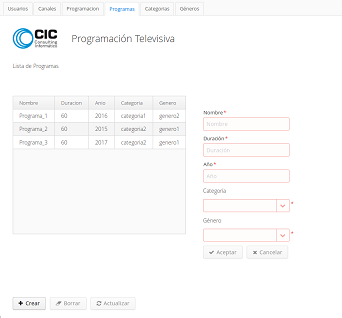 Usuarios Canales Programacion Programas Categorias Géneros
CIC
Consulting
Informático
Programación Televisiva
Lista de Programas
Nombre Duracion Anio Categoria Genero
Programa_1 60 2016 categoria1 genero2
Programa_2 60 2015 categoria2 genero1
Programa_3 60 2017 categoria2 genero1
Nombre*
Nombre
Duración*
Duración
Año*
Año
Categoria
*
Género
*
Aceptar Cancelar
Crear Borrar Actualizar